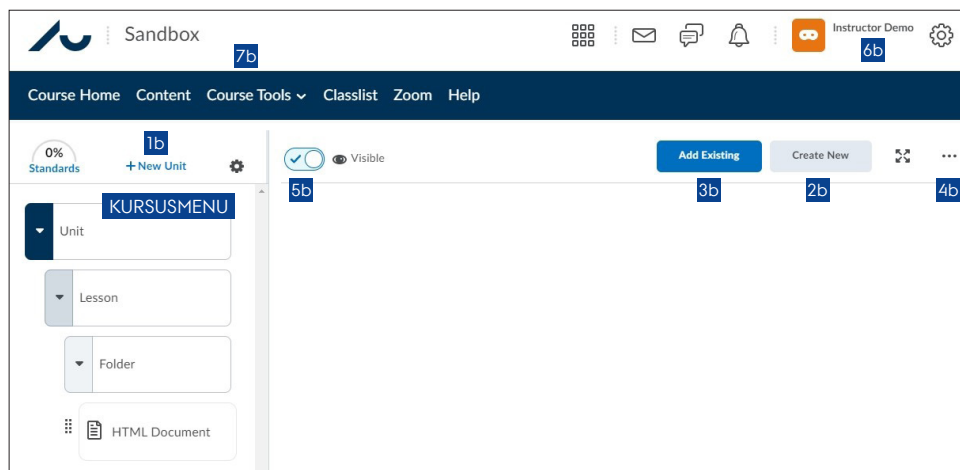 Sandbox
7b
Instructor Demo
6b
Course Home Content Course Tools Classlist Zoom Help
0%
Standards
1b
+ New Unit
Visible
5b
Add Existing
3b
Create New
2b
...
4b
KURSUSMENU
Unit
Lesson
Folder
HTML Document